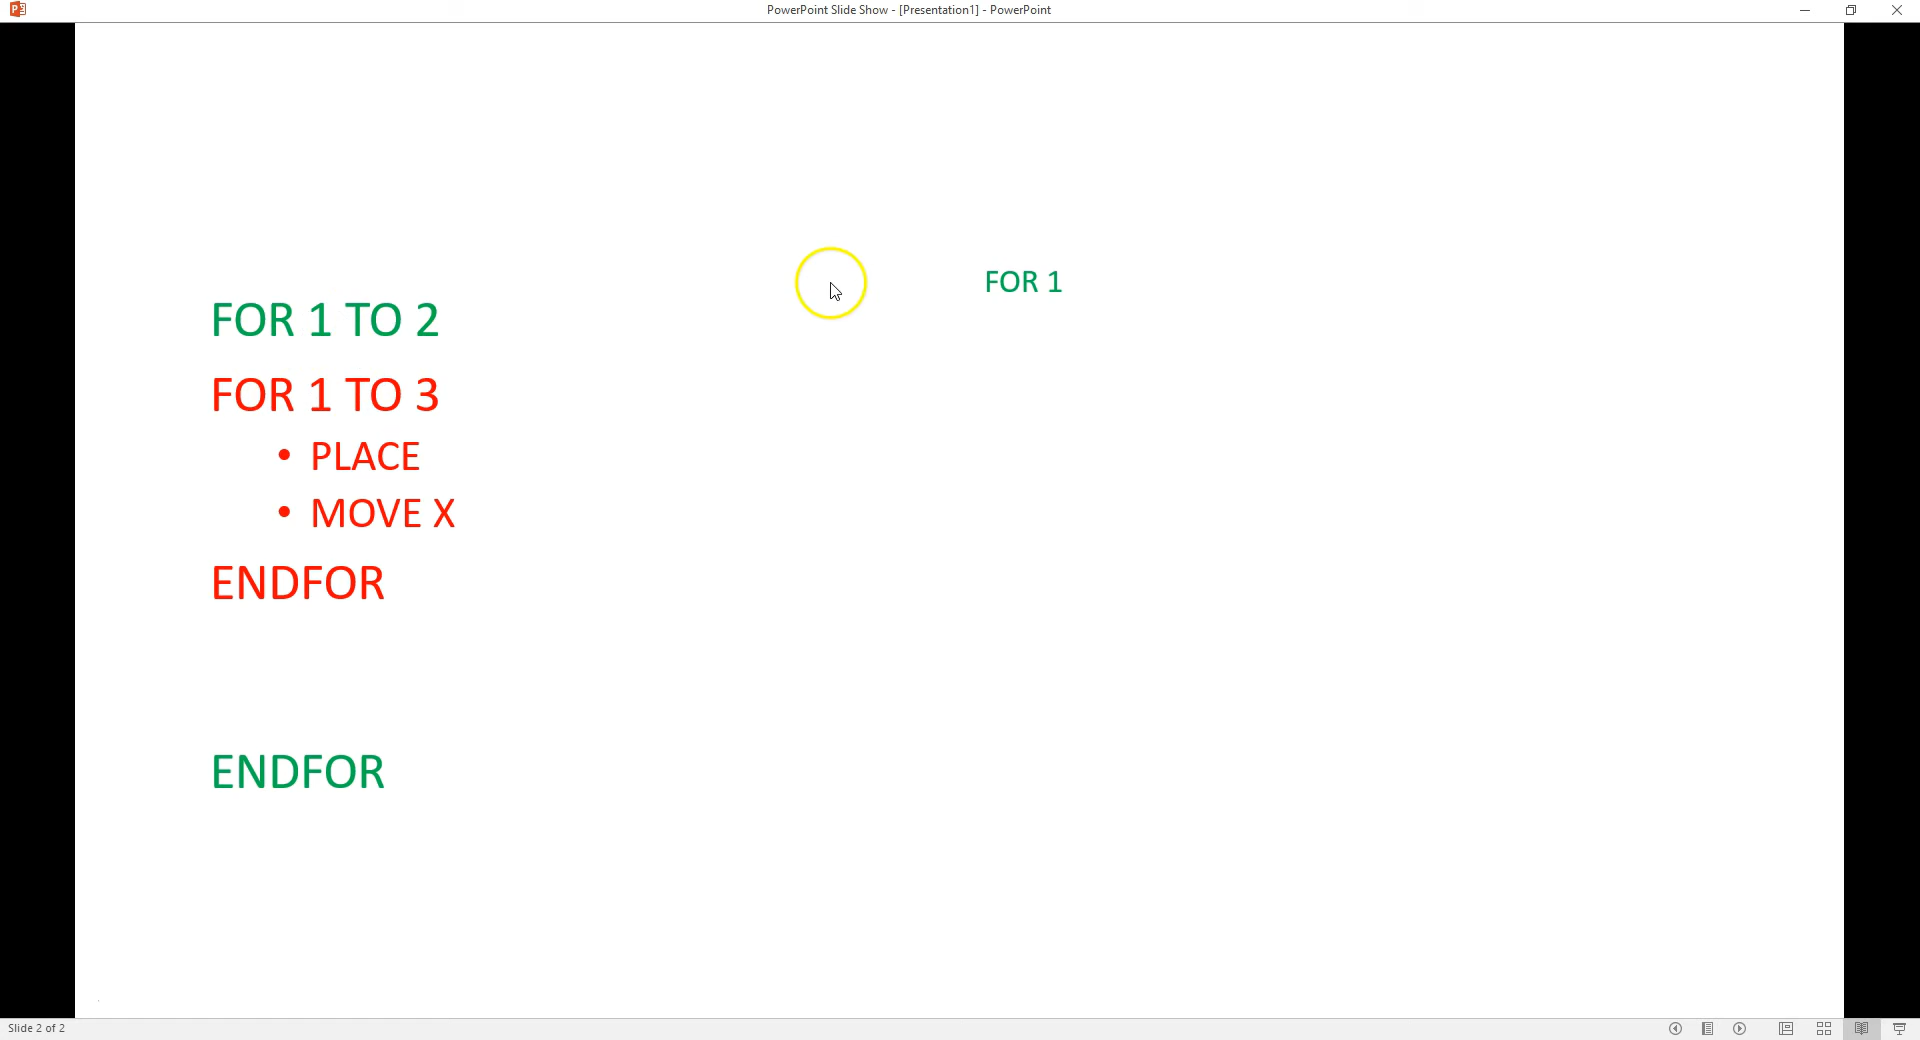 PowerPoint Slide Show - [Presentation1] - PowerPoint
FOR 1 TO 2
FOR 1 TO 3
• PLACE
• MOVE X
ENDFOR
ENDFOR
FOR 1
Slide 2 of 2